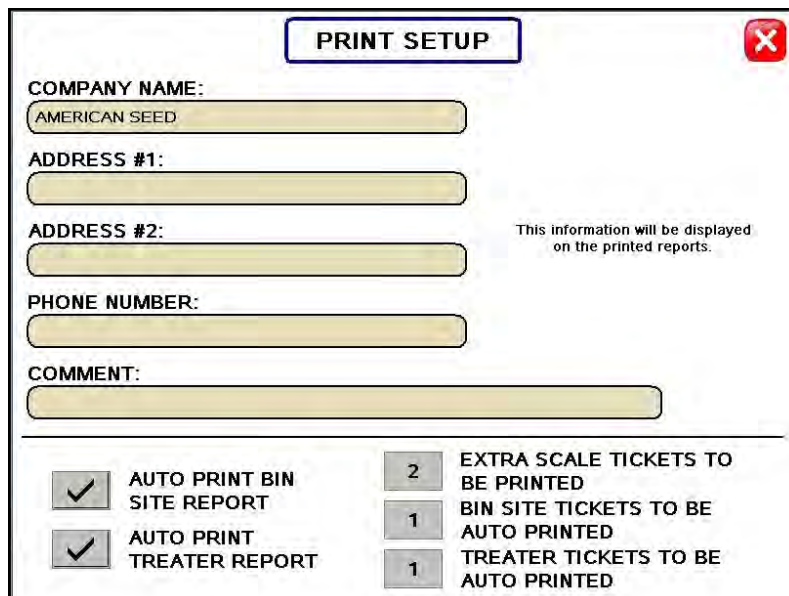 PRINT SETUP
COMPANY NAME:
AMERICAN SEED
ADDRESS #1:
ADDRESS #2:
This information will be displayed
on the printed reports.
PHONE NUMBER:
COMMENT:
AUTO PRINT BIN
SITE REPORT
AUTO PRINT
TREATER REPORT
2
EXTRA SCALE TICKETS TO
BE PRINTED
1
BIN SITE TICKETS TO BE
AUTO PRINTED
1
TREATER TICKETS TO BE
AUTO PRINTED